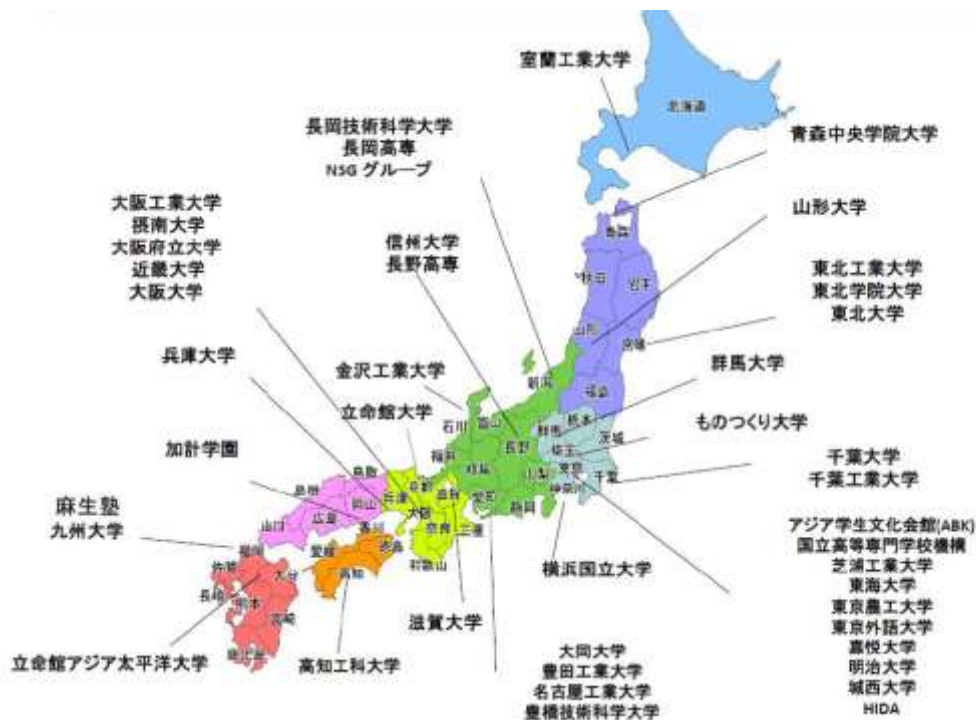 室蘭工業大学
北海道
長岡技術科学大学
長岡高専
NSG グループ
青森中央学院大学
大阪工業大学
摂南大学
大阪府立大学
近畿大学
大阪大学
信州大学
長野高専
山形大学
青森
秋田
岩手
東北工業大学
東北学院大学
東北大学
山形
宮城
兵庫大学
金沢工業大学
新潟
福島
群馬大学
立命館大学
石川
富山
群馬
栃木
茨城
ものつくり大学
加計学園
福井
長野
埼玉
岐阜
山梨
東京
千葉
神奈川
千葉大学
千葉工業大学
鳥取
島根
岡山
兵庫
京都
滋賀
愛知
静岡
麻生塾
九州大学
山口
広島
大阪
奈良
三重
香川
徳島
和歌山
愛媛
高知
福岡
佐賀
大分
長崎
熊本
宮崎
鹿児島
横浜国立大学
アジア学生文化会館(ABK)
国立高等専門学校機構
芝浦工業大学
東海大学
東京農工大学
東京外語大学
嘉悦大学
明治大学
城西大学
HIDA
滋賀大学
立命館アジア太平洋大学
高知工科大学
大岡大学
豊田工業大学
名古屋工業大学
豊橋技術科学大学